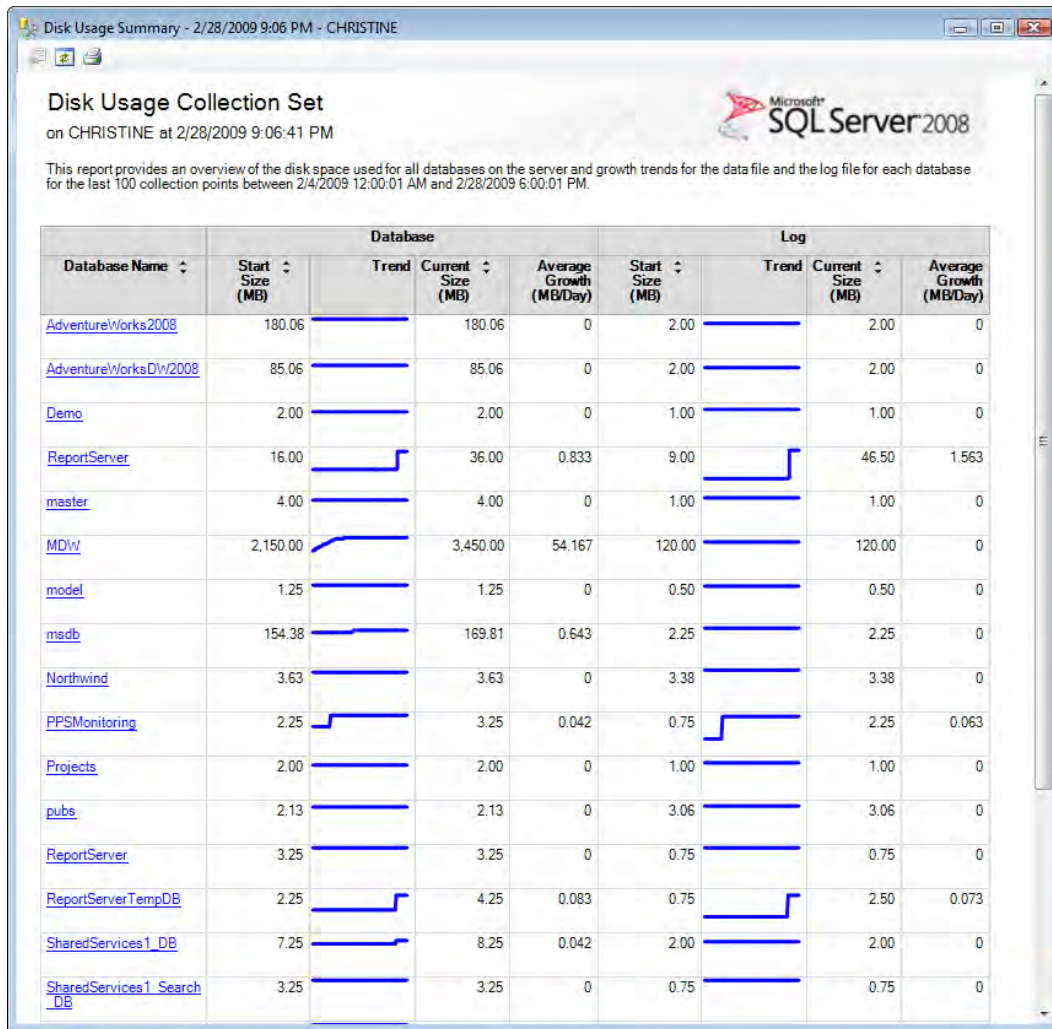 Disk Usage Summary - 2/28/2009 9:06 PM - CHRISTINE
Disk Usage Collection Set
on CHRISTINE at 2/28/2009 9:06:41 PM
Microsoft®
SQL Server 2008
This report provides an overview of the disk space used for all databases on the server and growth trends for the data file and the log file for each database
for the last 100 collection points between 2/4/2009 12:00:01 AM and 2/28/2009 6:00:01 PM.
Database Log
Database Name Start Size (MB) Trend Current Size (MB) Average Growth (MB/Day) Start Size (MB) Trend Current Size (MB) Average Growth (MB/Day)
AdventureWorks2008 180.06 180.06 0 2.00 2.00 0
AdventureWorksDW2008 85.06 85.06 0 2.00 2.00 0
Demo 2.00 2.00 0 1.00 1.00 0
ReportServer 16.00 36.00 0.833 9.00 46.50 1.563
master 4.00 4.00 0 1.00 1.00 0
MDW 2,150.00 3,450.00 54.167 120.00 120.00 0
model 1.25 1.25 0 0.50 0.50 0
msdb 154.38 169.81 0.643 2.25 2.25 0
Northwind 3.63 3.63 0 3.38 3.38 0
PPSMonitoring 2.25 3.25 0.042 0.75 2.25 0.063
Projects 2.00 2.00 0 1.00 1.00 0
pubs 2.13 2.13 0 3.06 3.06 0
ReportServer 3.25 3.25 0 0.75 0.75 0
ReportServerTempDB 2.25 4.25 0.083 0.75 2.50 0.073
SharedServices1_DB 7.25 8.25 0.042 2.00 2.00 0
SharedServices1_Search_DB 3.25 3.25 0 0.75 0.75 0